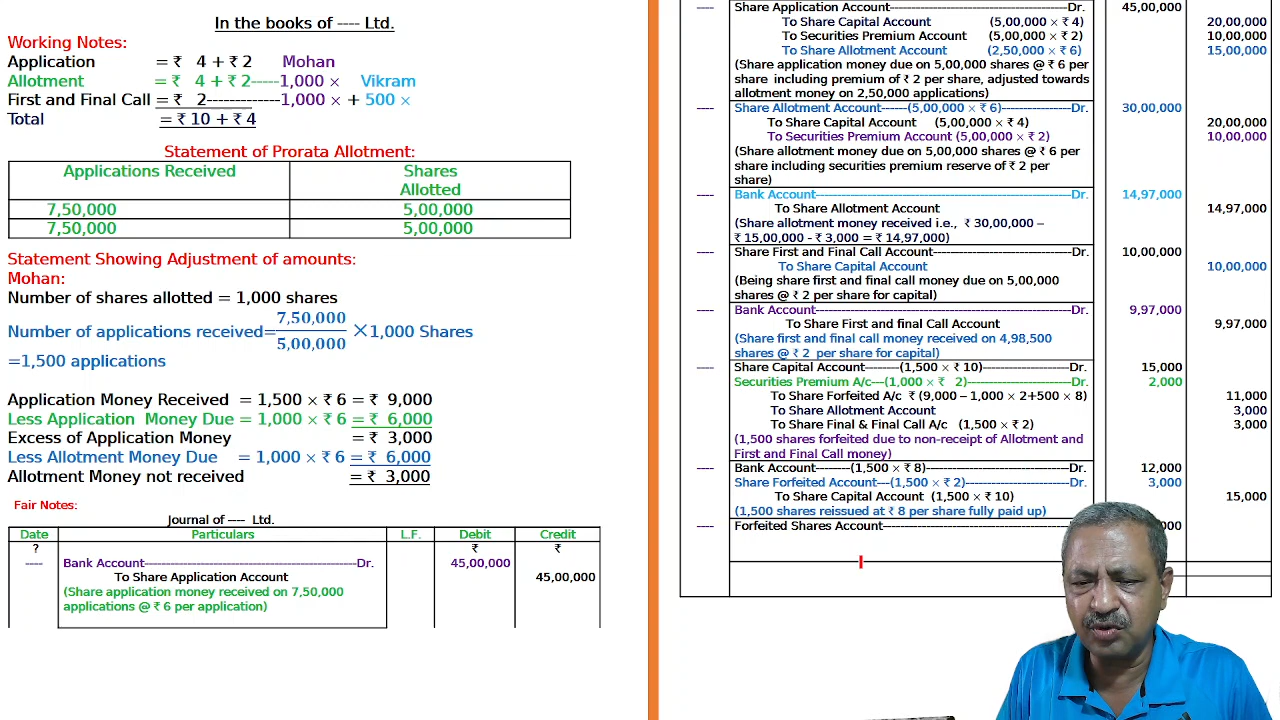 In the books of ---- Ltd.
Working Notes:
Application = ₹ 4 + ₹ 2 Mohan
Allotment = ₹ 4 + ₹ 2-----1,000 × Vikram
First and Final Call = ₹ 2-------------1,000 × + 500 ×
Total = ₹ 10 + ₹ 4
Statement of Prorata Allotment:
Applications Received Shares
Allotted
7,50,000 5,00,000
7,50,000 5,00,000
Statement Showing Adjustment of amounts:
Mohan:
Number of shares allotted = 1,000 shares
Number of applications received= 7,50,000 / 5,00,000 ×1,000 Shares
=1,500 applications
Application Money Received = 1,500 × ₹ 6 = ₹ 9,000
Less Application Money Due = 1,000 × ₹ 6 = ₹ 6,000
Excess of Application Money = ₹ 3,000
Less Allotment Money Due = 1,000 × ₹ 6 = ₹ 6,000
Allotment Money not received = ₹ 3,000
Fair Notes:
Journal of ---- Ltd.
Date Particulars L.F. Debit Credit
? ₹ ₹
---- Bank Account-----------------------------------------------------Dr. 45,00,000
To Share Application Account 45,00,000
(Share application money received on 7,50,000
applications @ ₹ 6 per application)
---- Share Application Account------------------------------------------Dr. 45,00,000
To Share Capital Account (5,00,000 × ₹ 4) 20,00,000
To Securities Premium Account (5,00,000 × ₹ 2) 10,00,000
To Share Allotment Account (2,50,000 × ₹ 6) 15,00,000
(Share application money due on 5,00,000 shares @ ₹ 6 per
share including premium of ₹ 2 per share, adjusted towards
allotment money on 2,50,000 applications)
---- Share Allotment Account------(5,00,000 × ₹ 6)-----------------Dr. 30,00,000
To Share Capital Account (5,00,000 × ₹ 4) 20,00,000
To Securities Premium Account (5,00,000 × ₹ 2) 10,00,000
(Share allotment money due on 5,00,000 shares @ ₹ 6 per
share including securities premium reserve of ₹ 2 per
share)
---- Bank Account----------------------------------------------------------------Dr. 14,97,000
To Share Allotment Account 14,97,000
(Share allotment money received i.e., ₹ 30,00,000 –
₹ 15,00,000 - ₹ 3,000 = ₹ 14,97,000)
---- Share First and Final Call Account----------------------------------Dr. 10,00,000
To Share Capital Account 10,00,000
(Being share first and final call money due on 5,00,000
shares @ ₹ 2 per share for capital)
---- Bank Account----------------------------------------------------------------Dr. 9,97,000
To Share First and final Call Account 9,97,000
(Share first and final call money received on 4,98,500
shares @ ₹ 2 per share for capital)
---- Share Capital Account--------(1,500 × ₹ 10)---------------------Dr. 15,000
Securities Premium A/c---(1,000 × ₹ 2)-------------------------Dr. 2,000
To Share Forfeited A/c ₹ (9,000 – 1,000 × 2+500 × 8) 11,000
To Share Allotment Account 3,000
To Share Final & Final Call A/c (1,500 × ₹ 2) 3,000
(1,500 shares forfeited due to non-receipt of Allotment and
First and Final Call money)
---- Bank Account--------(1,500 × ₹ 8)----------------------------------Dr. 12,000
Share Forfeited Account---(1,500 × ₹ 2)-----------------------Dr. 3,000
To Share Capital Account (1,500 × ₹ 10) 15,000
(1,500 shares reissued at ₹ 8 per share fully paid up)
---- Forfeited Shares Account---------------------------------------------